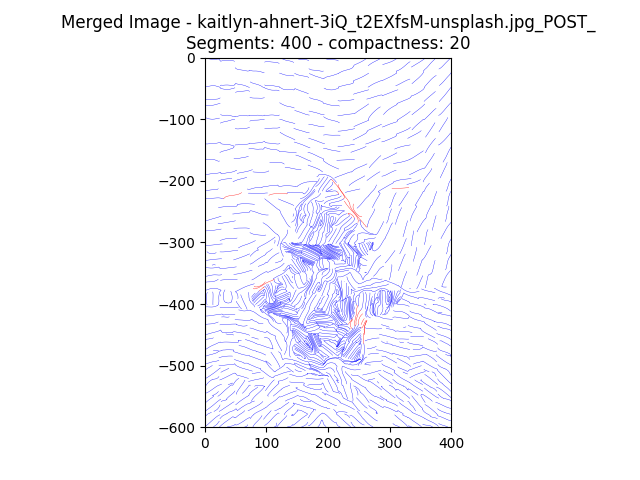 Merged Image - kaitlyn-ahnert-3iQ_t2EXfsM-unsplash.jpg_POST_
Segments: 400 - compactness: 20
0
−100
−200
−300
−400
−500
−600
0 100 200 300 400